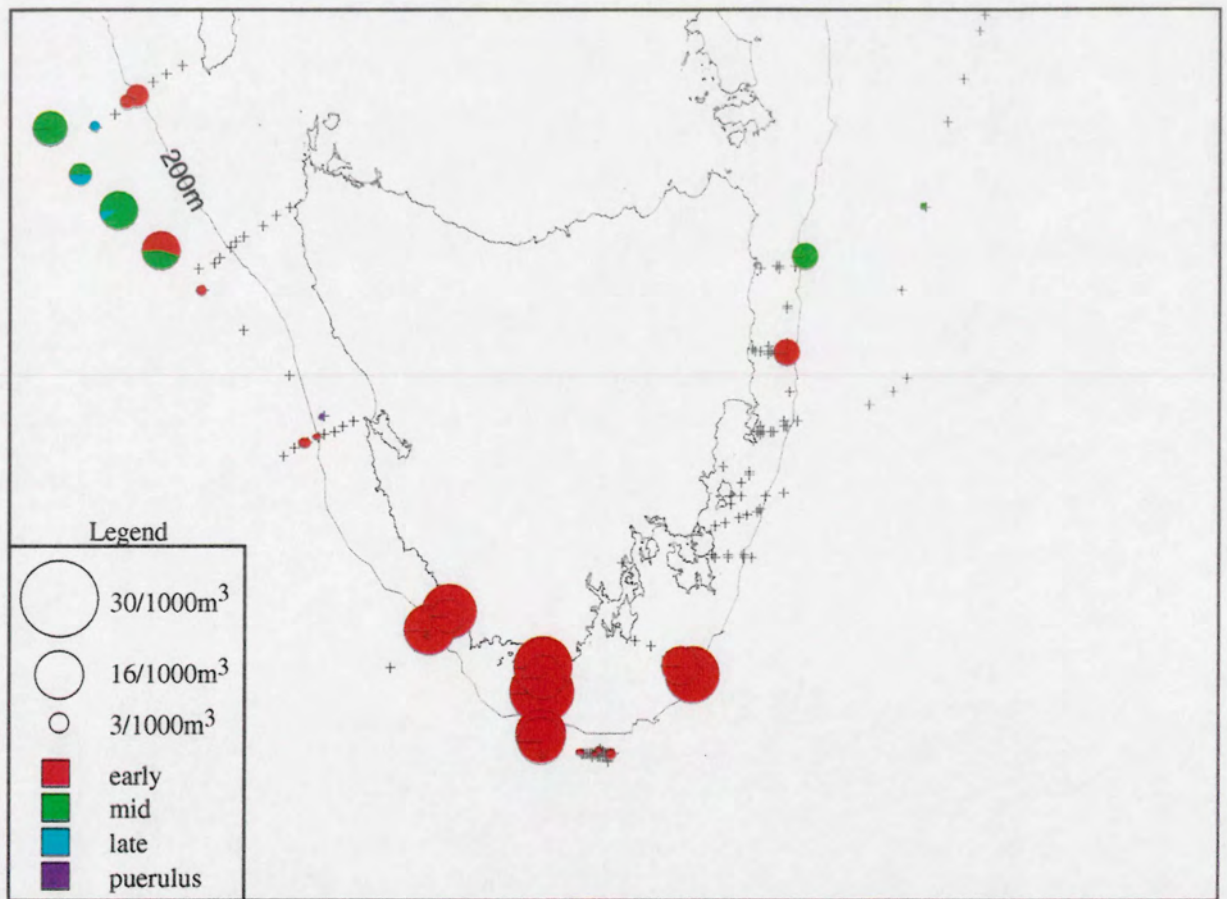 200m
Legend
30/1000m³
16/1000m³
3/1000m³
early
mid
late
puerulus